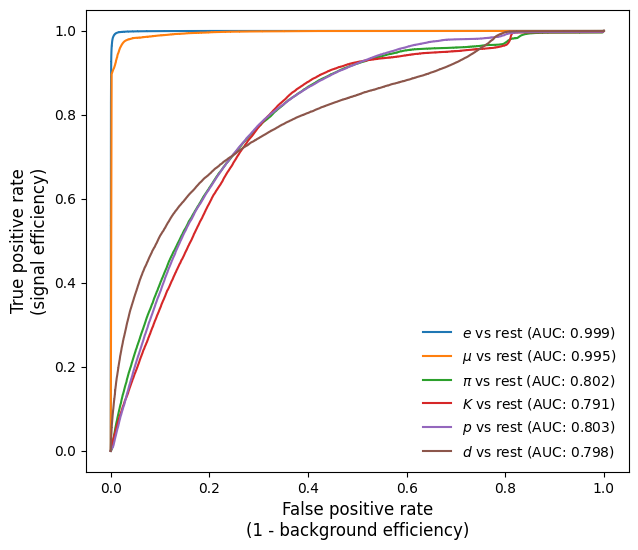 1.0
0.8
0.6
0.4
0.2
0.0
True positive rate
(signal efficiency)
e vs rest (AUC: 0.999)
μ vs rest (AUC: 0.995)
π vs rest (AUC: 0.802)
K vs rest (AUC: 0.791)
p vs rest (AUC: 0.803)
d vs rest (AUC: 0.798)
0.0 0.2 0.4 0.6 0.8 1.0
False positive rate
(1 - background efficiency)